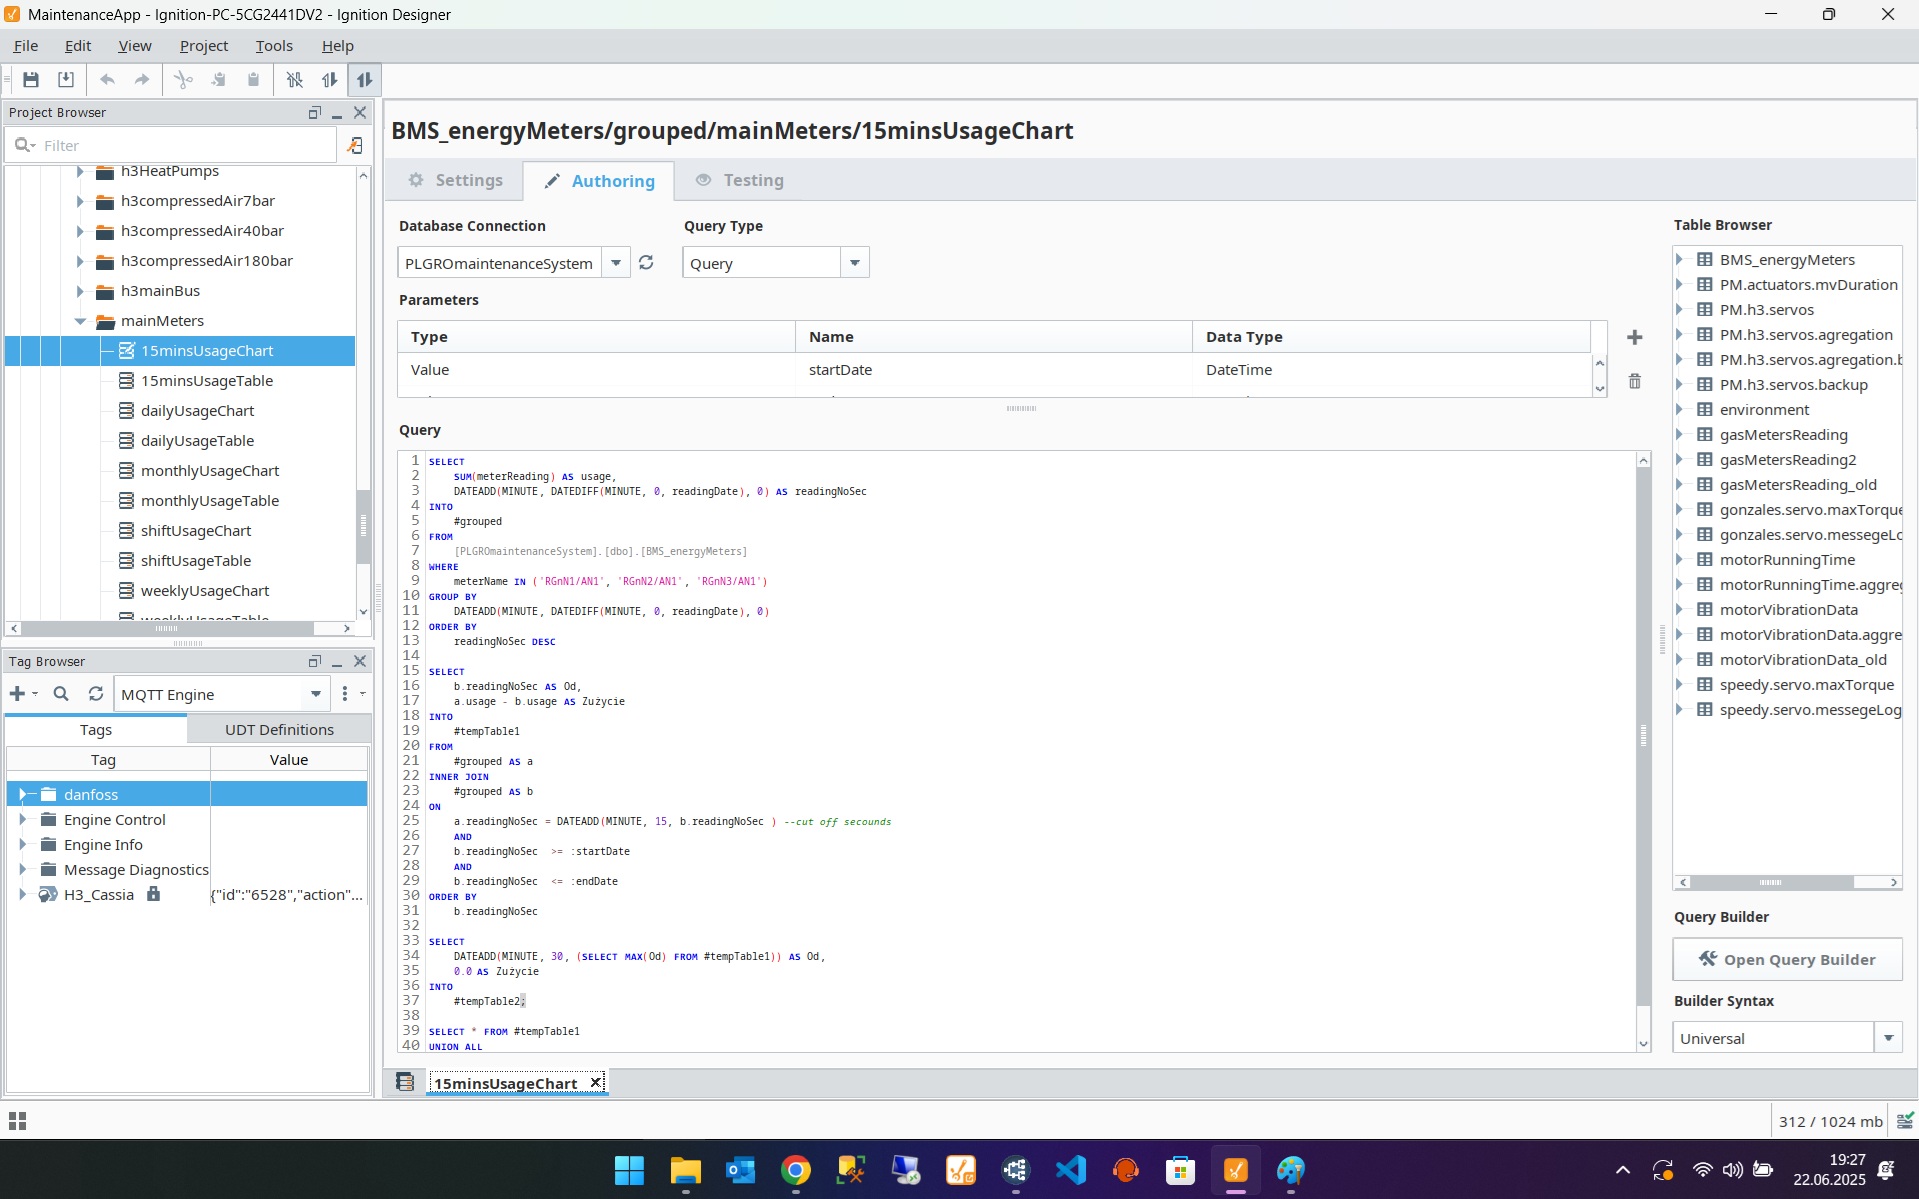 MaintenanceApp - Ignition-PC-5CG2441DV2 - Ignition Designer
File Edit View Project Tools Help
Project Browser
Filter
h3HeatPumps
h3compressedAir7bar
h3compressedAir40bar
h3compressedAir180bar
h3mainBus
mainMeters
15minsUsageChart
15minsUsageTable
dailyUsageChart
dailyUsageTable
monthlyUsageChart
monthlyUsageTable
shiftUsageChart
shiftUsageTable
weeklyUsageChart
weeklyUsageTable
Tag Browser
MQTT Engine
Tags UDT Definitions
Tag Value
danfoss
Engine Control
Engine Info
Message Diagnostics
H3_Cassia {"id":"6528","action"...
BMS_energyMeters/grouped/mainMeters/15minsUsageChart
Settings Authoring Testing
Database Connection Query Type
PLGROmaintenanceSystem Query
Parameters
Type Name Data Type
Value startDate DateTime
Query
1 SELECT
2 SUM(meterReading) AS usage,
3 DATEADD(MINUTE, DATEDIFF(MINUTE, 0, readingDate), 0) AS readingNoSec
4 INTO
5 #grouped
6 FROM
7 [PLGROmaintenanceSystem].[dbo].[BMS_energyMeters]
8 WHERE
9 meterName IN ('RGnN1/AN1', 'RGnN2/AN1', 'RGnN3/AN1')
10 GROUP BY
11 DATEADD(MINUTE, DATEDIFF(MINUTE, 0, readingDate), 0)
12 ORDER BY
13 readingNoSec DESC
14
15 SELECT
16 b.readingNoSec AS Od,
17 a.usage - b.usage AS Zużycie
18 INTO
19 #tempTable1
20 FROM
21 #grouped AS a
22 INNER JOIN
23 #grouped AS b
24 ON
25 a.readingNoSec = DATEADD(MINUTE, 15, b.readingNoSec ) --cut off secounds
26 AND
27 b.readingNoSec >= :startDate
28 AND
29 b.readingNoSec <= :endDate
30 ORDER BY
31 b.readingNoSec
32
33 SELECT
34 DATEADD(MINUTE, 30, (SELECT MAX(Od) FROM #tempTable1)) AS Od,
35 0.0 AS Zużycie
36 INTO
37 #tempTable2;
38
39 SELECT * FROM #tempTable1
40 UNION ALL
15minsUsageChart
Table Browser
BMS_energyMeters
PM.actuators.mvDuration
PM.h3.servos
PM.h3.servos.agregation
PM.h3.servos.agregation.b
PM.h3.servos.backup
environment
gasMetersReading
gasMetersReading2
gasMetersReading_old
gonzales.servo.maxTorque
gonzales.servo.messegeLo
motorRunningTime
motorRunningTime.aggreg
motorVibrationData
motorVibrationData.aggre
motorVibrationData_old
speedy.servo.maxTorque
speedy.servo.messegeLog
Query Builder
Open Query Builder
Builder Syntax
Universal
312 / 1024 mb
19:27
22.06.2025